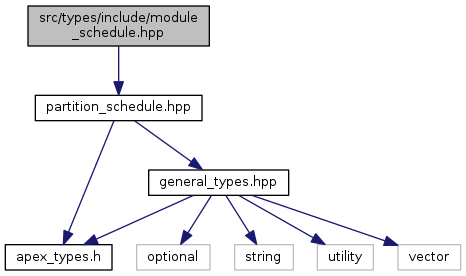 src/types/include/module
_schedule.hpp
partition_schedule.hpp
general_types.hpp
apex_types.h
optional
string
utility
vector